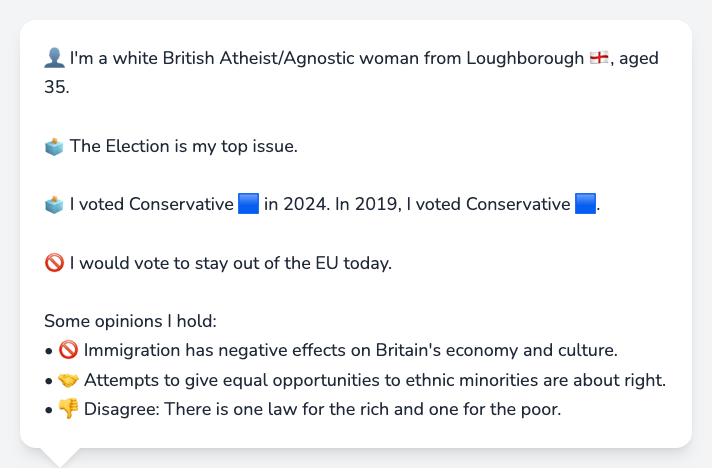 👤 I'm a white British Atheist/Agnostic woman from Loughborough 🏴󠁧󠁢󠁥󠁮󠁧󠁿, aged
35.
🗳️ The Election is my top issue.
🗳️ I voted Conservative 🟦 in 2024. In 2019, I voted Conservative 🟦.
🚫 I would vote to stay out of the EU today.
Some opinions I hold:
• 🚫 Immigration has negative effects on Britain's economy and culture.
• 🤝 Attempts to give equal opportunities to ethnic minorities are about right.
• 👎 Disagree: There is one law for the rich and one for the poor.